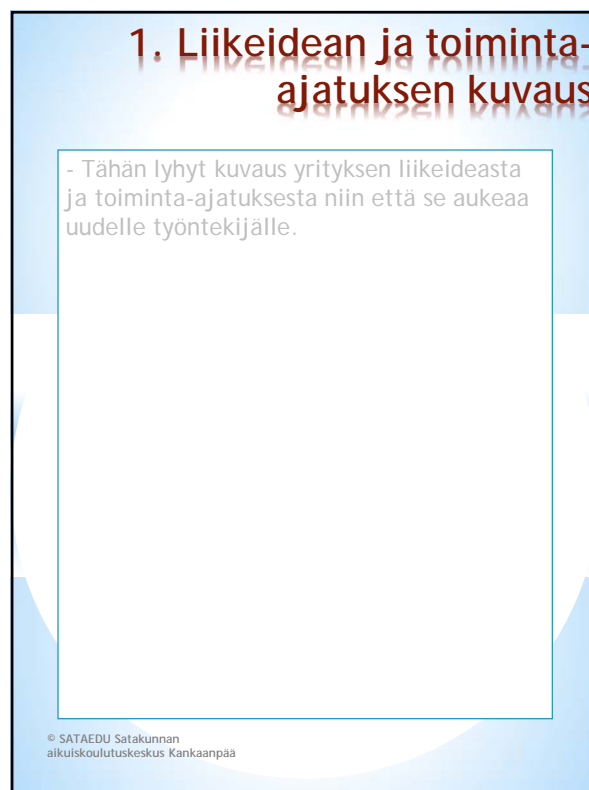 1. Liikeidean ja toiminta-
ajatuksen kuvaus
- Tähän lyhyt kuvaus yrityksen liikeideasta
ja toiminta-ajatuksesta niin että se aukeaa
uudelle työntekijälle.
© SATAEDU Satakunnan
aikuiskoulutuskeskus Kankaanpää